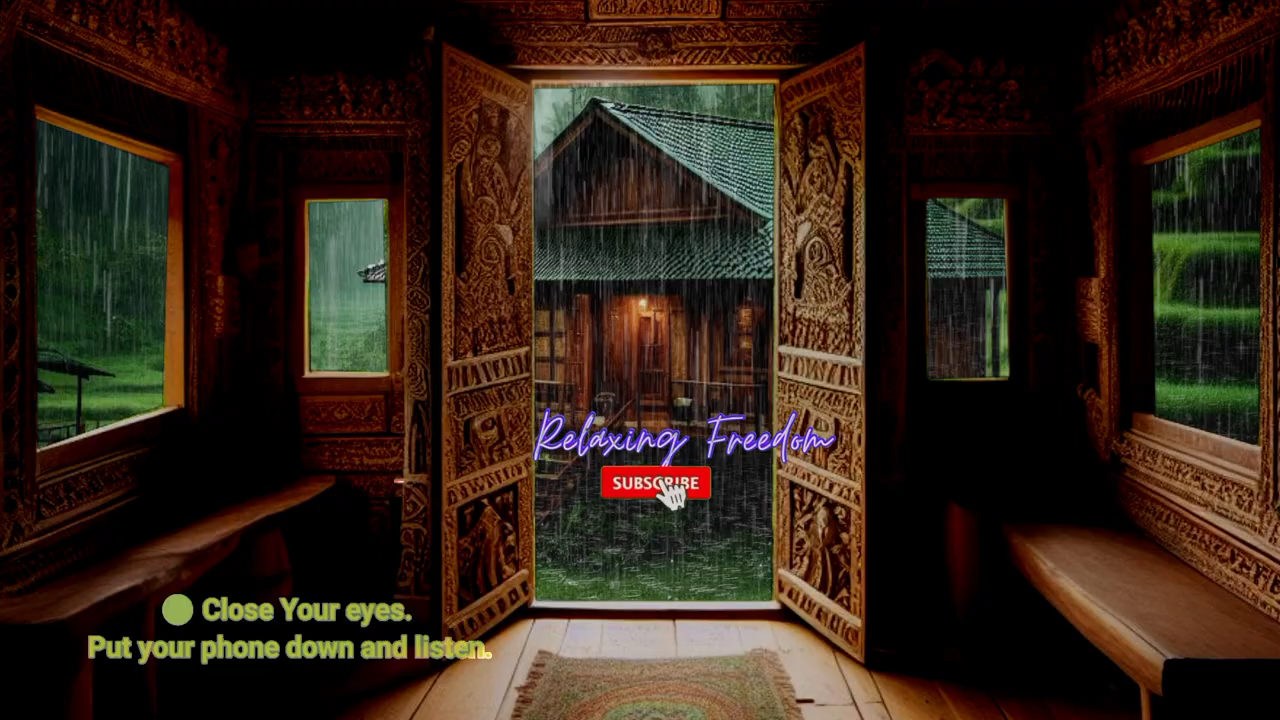 Relaxing Freedom
SUBSCRIBE
Close Your eyes.
Put your phone down and listen.